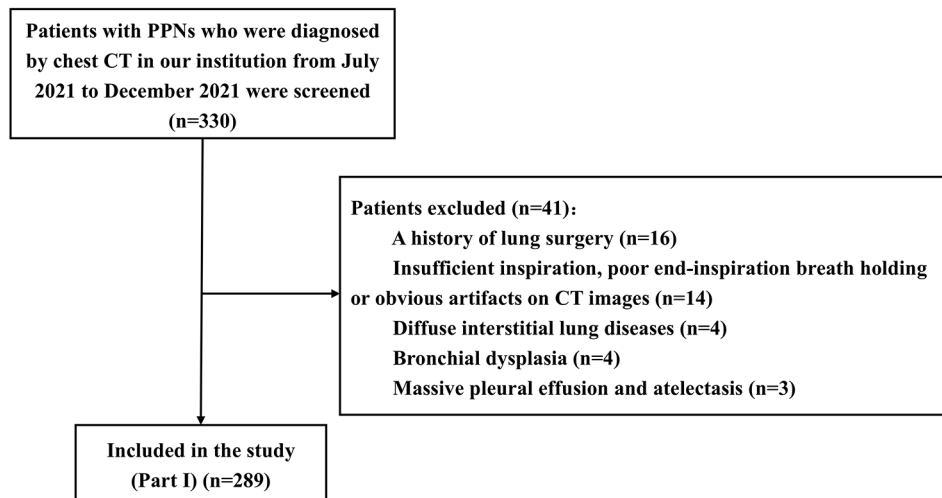 Patients with PPNs who were diagnosed
by chest CT in our institution from July
2021 to December 2021 were screened
(n=330)
Patients excluded (n=41)：
A history of lung surgery (n=16)
Insufficient inspiration, poor end-inspiration breath holding
or obvious artifacts on CT images (n=14)
Diffuse interstitial lung diseases (n=4)
Bronchial dysplasia (n=4)
Massive pleural effusion and atelectasis (n=3)
Included in the study
(Part I) (n=289)